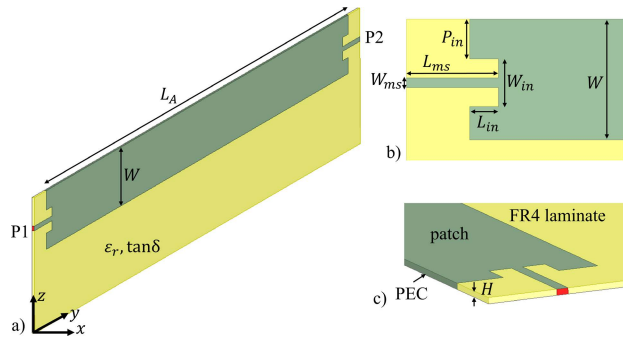 P2
L_A
W
P1
ε_r, tanδ
z
y
x
a)
P_in
L_ms
W_ms
W_in
W
L_in
b)
FR4 laminate
patch
PEC
H
c)